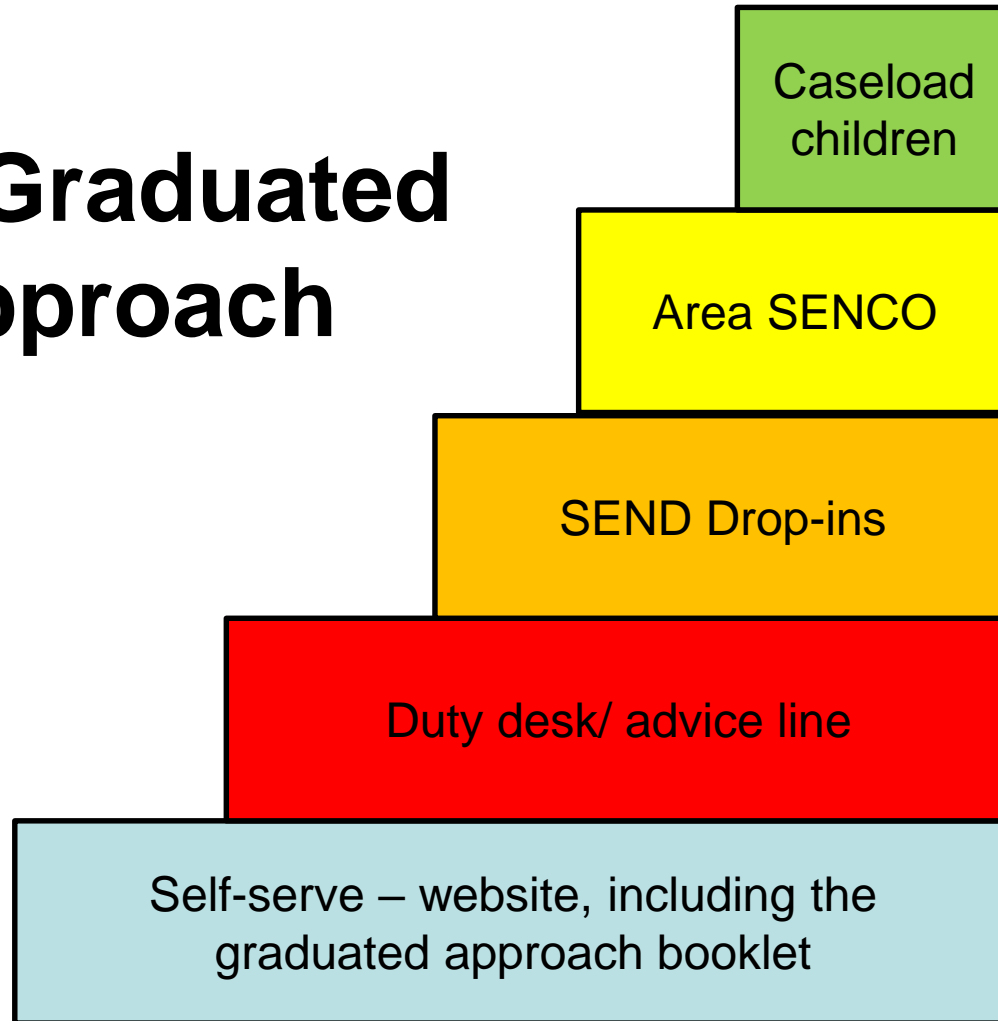 Graduated
pproach
Caseload
children
Area SENCO
SEND Drop-ins
Duty desk/ advice line
Self-serve – website, including the
graduated approach booklet